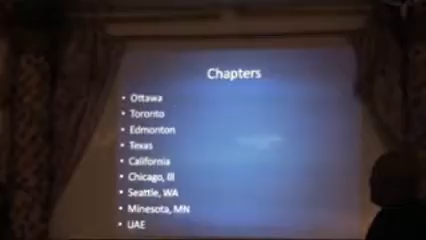 Chapters
• Ottawa
• Toronto
• Edmonton
• Texas
• California
• Chicago, Ill
• Seattle, WA
• Minesota, MN
• UAE